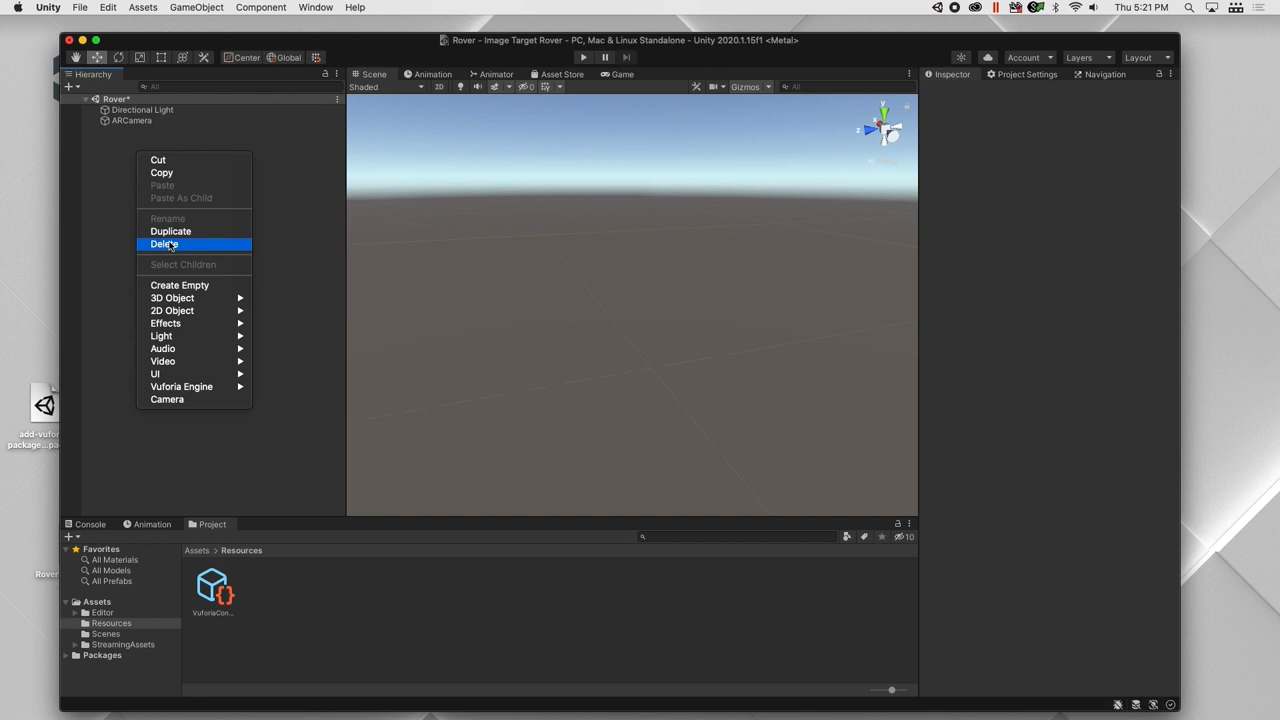 Unity File Edit Assets GameObject Component Window Help Thu 5:21 PM
Rover - Image Target Rover - PC, Mac & Linux Standalone - Unity 2020.1.15f1 <Metal>
Center Global Account Layers Layout
Hierarchy Scene Animation Animator Asset Store Game Inspector Project Settings Navigation
All Shaded 2D 0 Gizmos All
Rover*
Directional Light
ARCamera
y
x
z
Cut
Copy
Paste
Paste As Child
Rename
Duplicate
Delete
Select Children
Create Empty
3D Object
2D Object
Effects
Light
Audio
Video
UI
Vuforia Engine
Camera
add-vufor
package...pa
Rover
Console Animation Project
10
Favorites
All Materials
All Models
All Prefabs
Assets
Editor
Resources
Scenes
StreamingAssets
Packages
Assets > Resources
VuforiaCon...